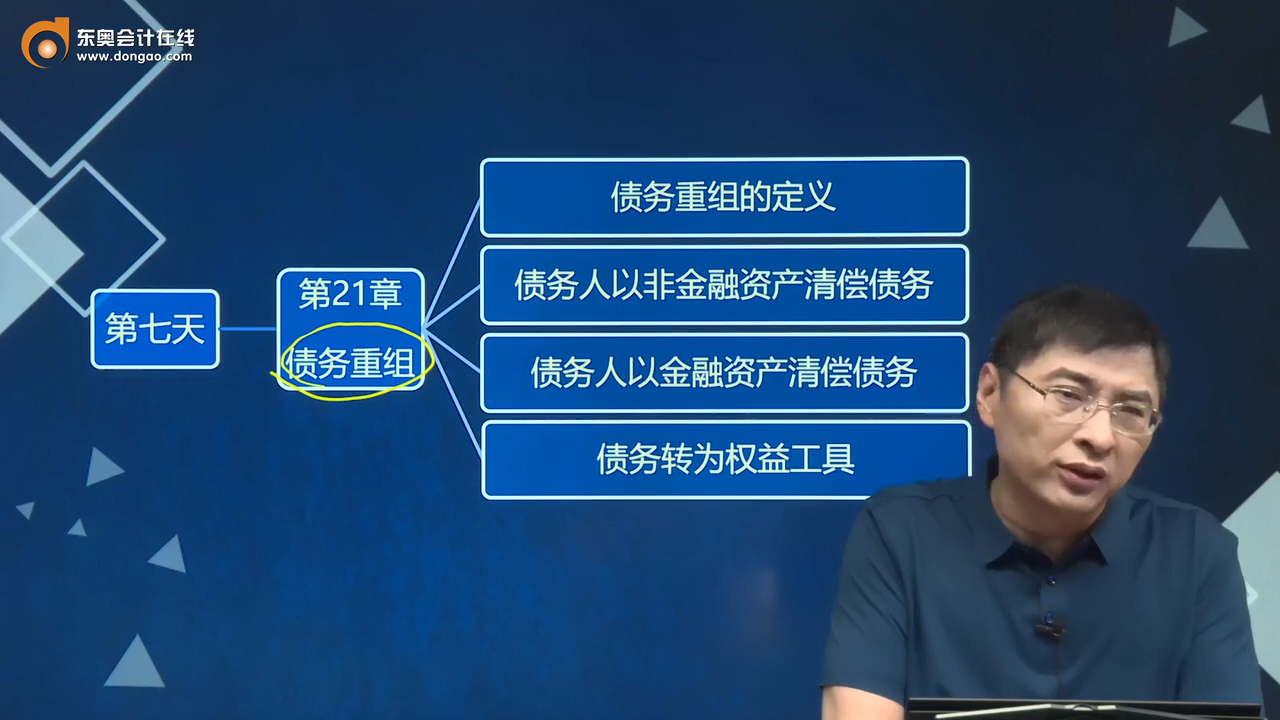 东奥会计在线
www.dongao.com
债务重组的定义
债务人以非金融资产清偿债务
第七天
第21章
债务重组
债务人以金融资产清偿债务
债务转为权益工具